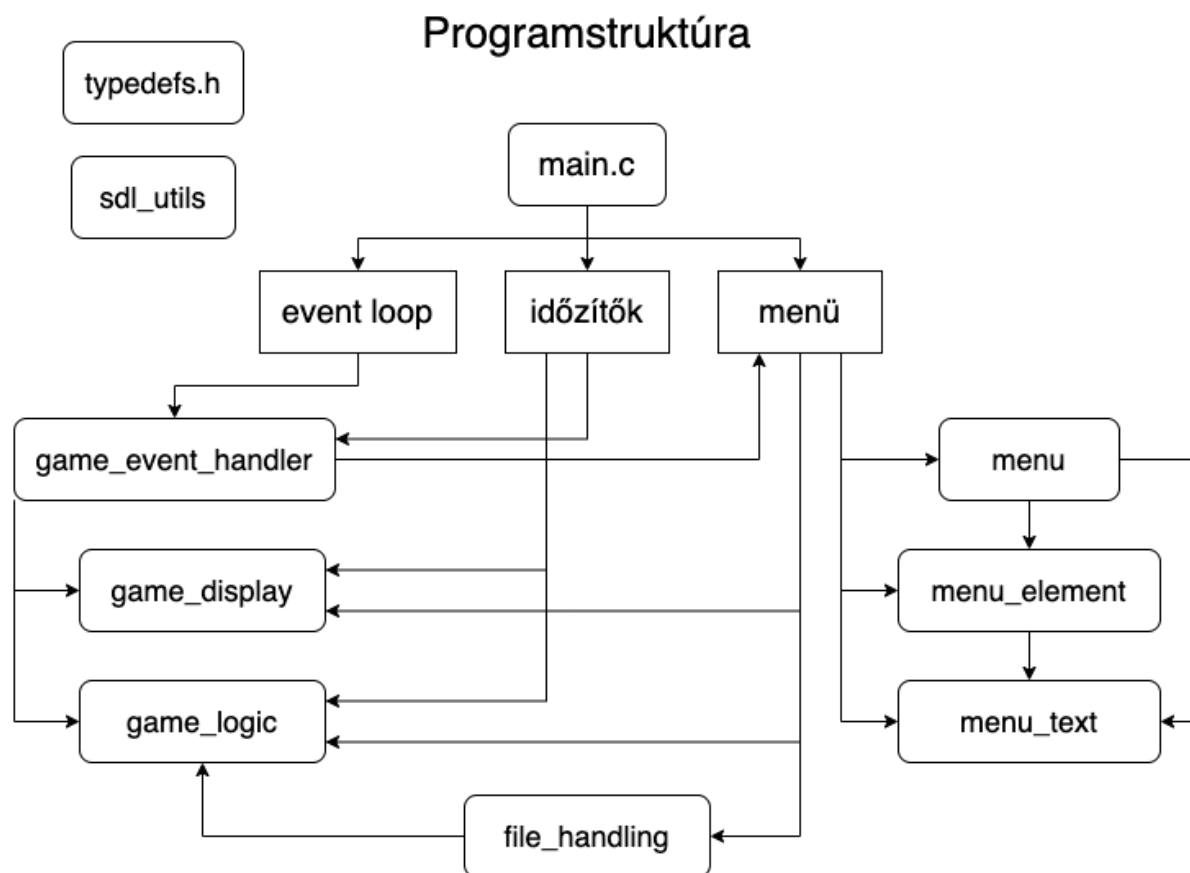 Programstruktúra
typedefs.h
main.c
sdl_utils
event loop
időzítők
menü
game_event_handler
menu
game_display
menu_element
game_logic
menu_text
file_handling